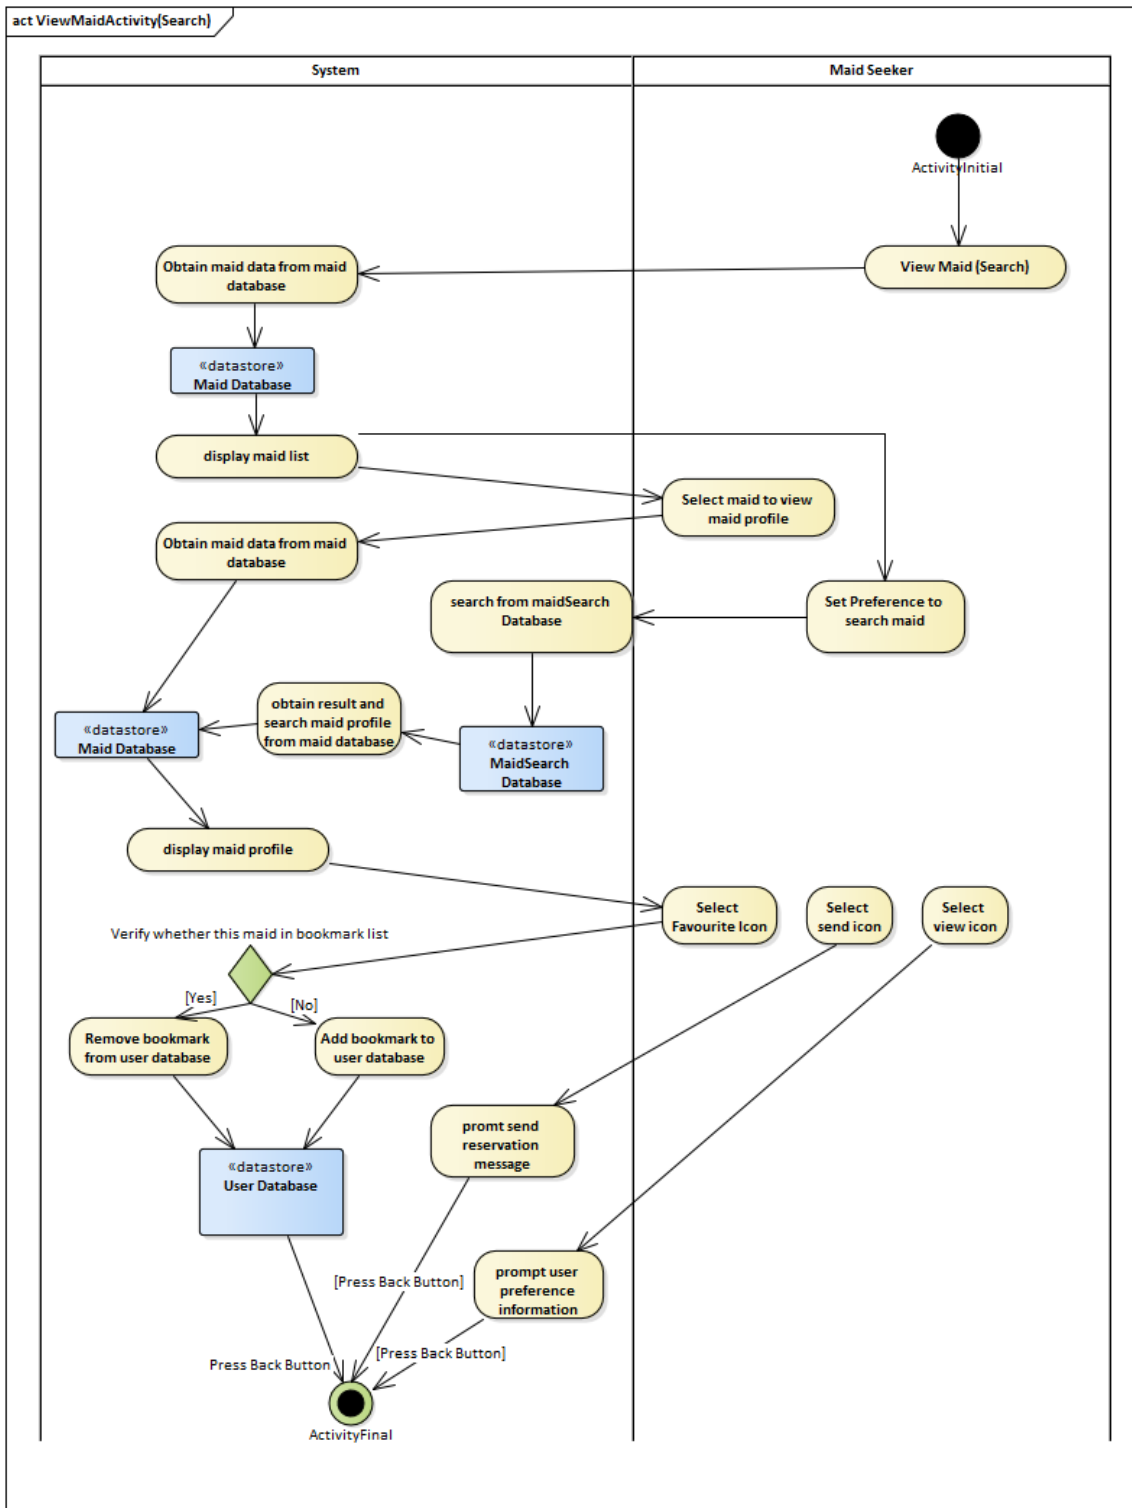 act ViewMaidActivity(Search)
System
Maid Seeker
ActivityInitial
View Maid (Search)
Obtain maid data from maid
database
«datastore»
Maid Database
display maid list
Select maid to view
maid profile
Obtain maid data from maid
database
search from maidSearch
Database
Set Preference to
search maid
obtain result and
search maid profile
from maid database
«datastore»
Maid Database
«datastore»
MaidSearch
Database
display maid profile
Select
Favourite Icon
Select
send icon
Select
view icon
Verify whether this maid in bookmark list
[Yes]
[No]
Remove bookmark
from user database
Add bookmark to
user database
promt send
reservation
message
«datastore»
User Database
prompt user
preference
information
[Press Back Button]
[Press Back Button]
Press Back Button
ActivityFinal